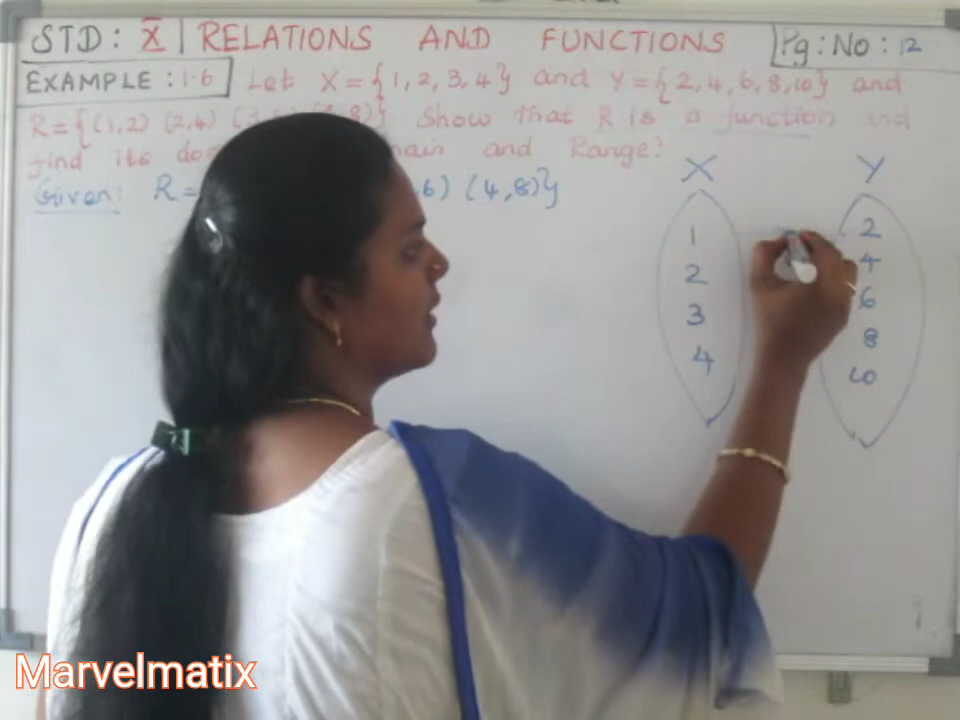 STD: X | RELATIONS AND FUNCTIONS Pg: No: 12
EXAMPLE: 1.6 Let X = {1, 2, 3, 4} and Y = {2, 4, 6, 8, 10} and
R = {(1,2) (2,4) 8)} Show that R is a function and
find its and Range?
Given: R = 6) (4,8)}
X Y
1 2
2 4
3 6
4 8
10
Marvelmatix